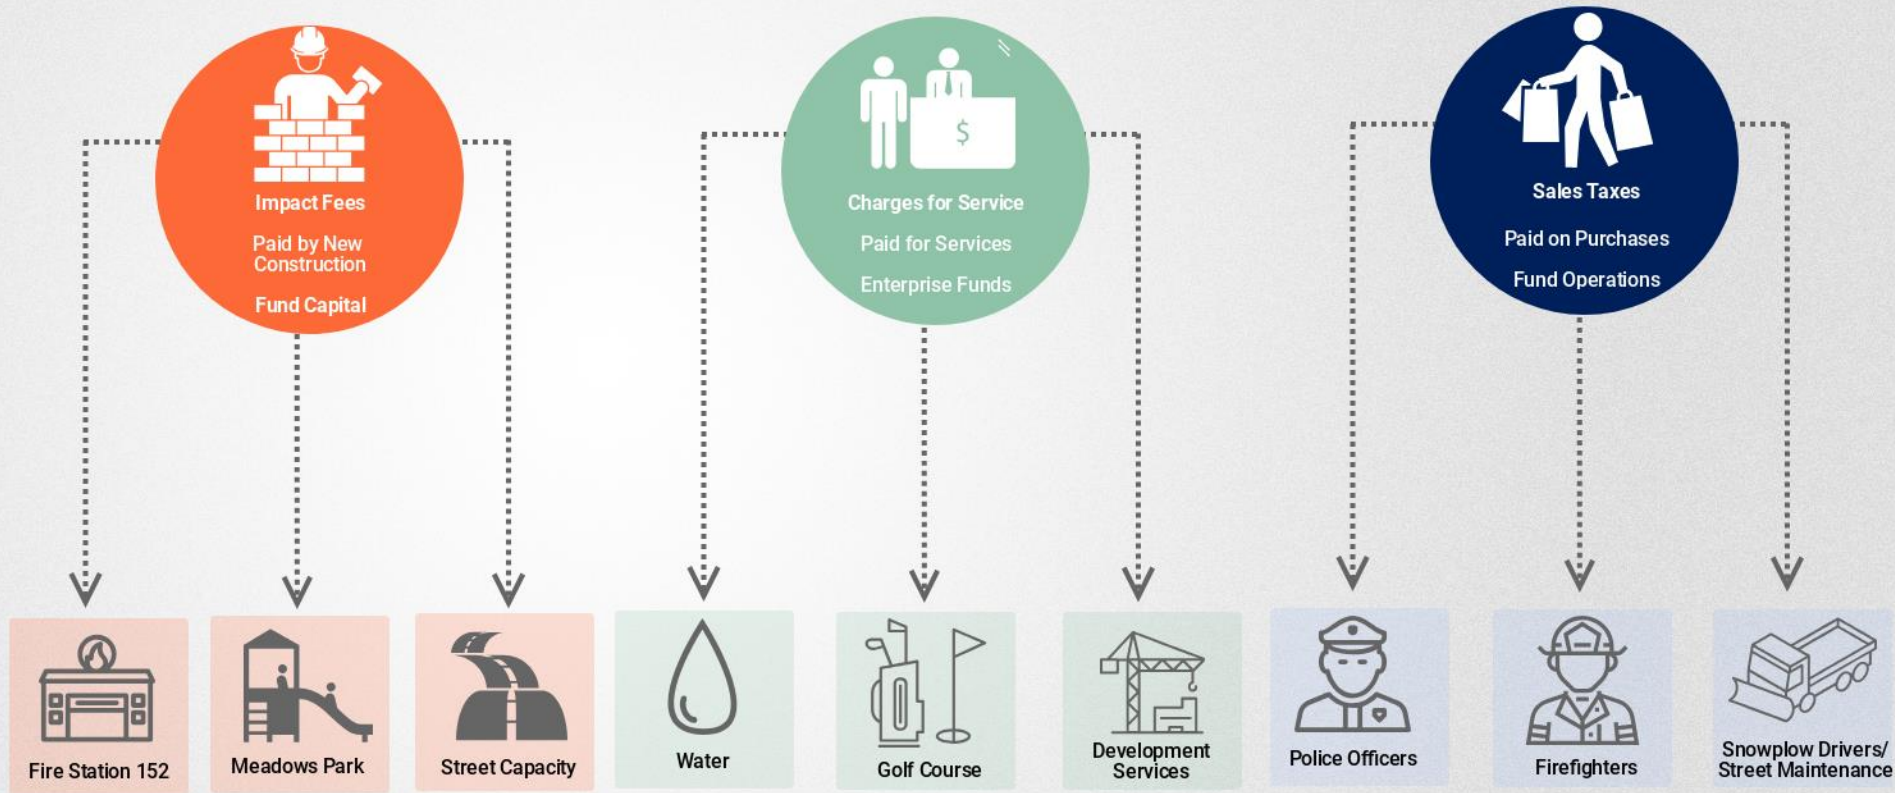 Impact Fees
Paid by New
Construction
Fund Capital
$
Charges for Service
Paid for Services
Enterprise Funds
Sales Taxes
Paid on Purchases
Fund Operations
Fire Station 152
Meadows Park
Street Capacity
Water
Golf Course
Development
Services
Police Officers
Firefighters
Snowplow Drivers/
Street Maintenance